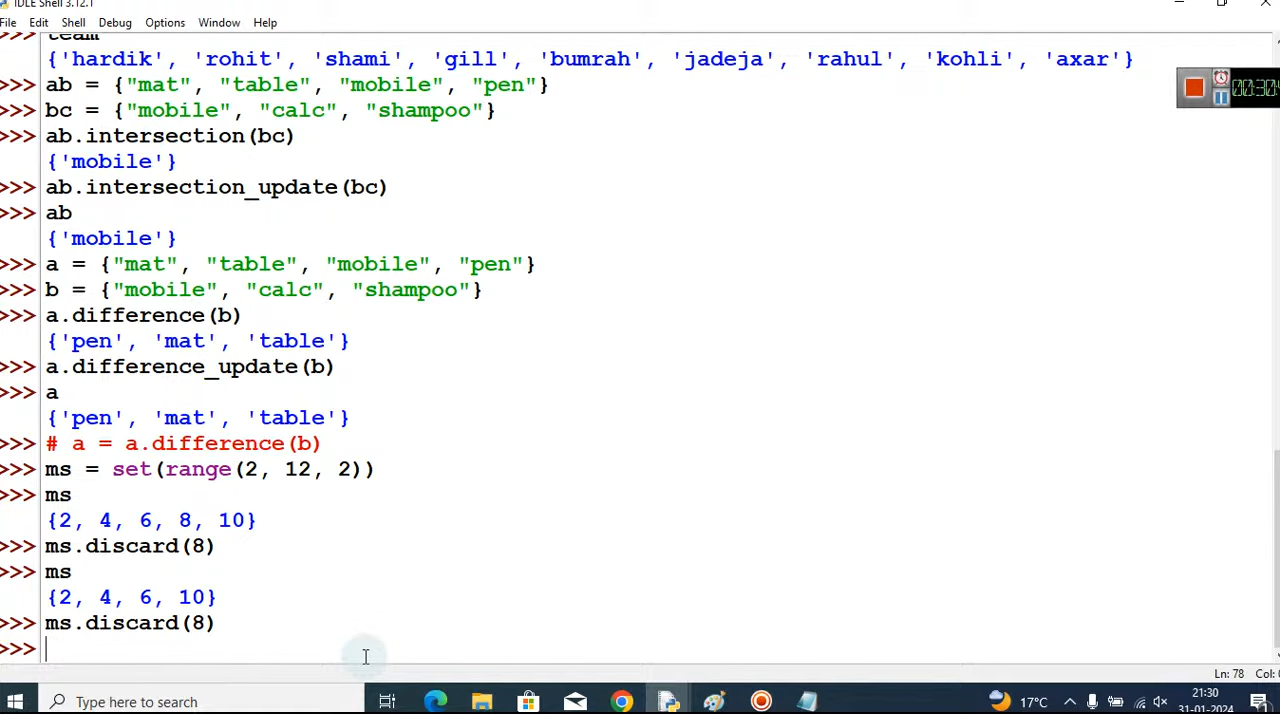 IDLE Shell 3.12.1
File Edit Shell Debug Options Window Help
>>> team
{'hardik', 'rohit', 'shami', 'gill', 'bumrah', 'jadeja', 'rahul', 'kohli', 'axar'}
>>> ab = {"mat", "table", "mobile", "pen"}
>>> bc = {"mobile", "calc", "shampoo"}
>>> ab.intersection(bc)
{'mobile'}
>>> ab.intersection_update(bc)
>>> ab
{'mobile'}
>>> a = {"mat", "table", "mobile", "pen"}
>>> b = {"mobile", "calc", "shampoo"}
>>> a.difference(b)
{'pen', 'mat', 'table'}
>>> a.difference_update(b)
>>> a
{'pen', 'mat', 'table'}
>>> # a = a.difference(b)
>>> ms = set(range(2, 12, 2))
>>> ms
{2, 4, 6, 8, 10}
>>> ms.discard(8)
>>> ms
{2, 4, 6, 10}
>>> ms.discard(8)
>>>
Ln: 78 Col: 0
Type here to search
17°C
21:30
31-01-2024